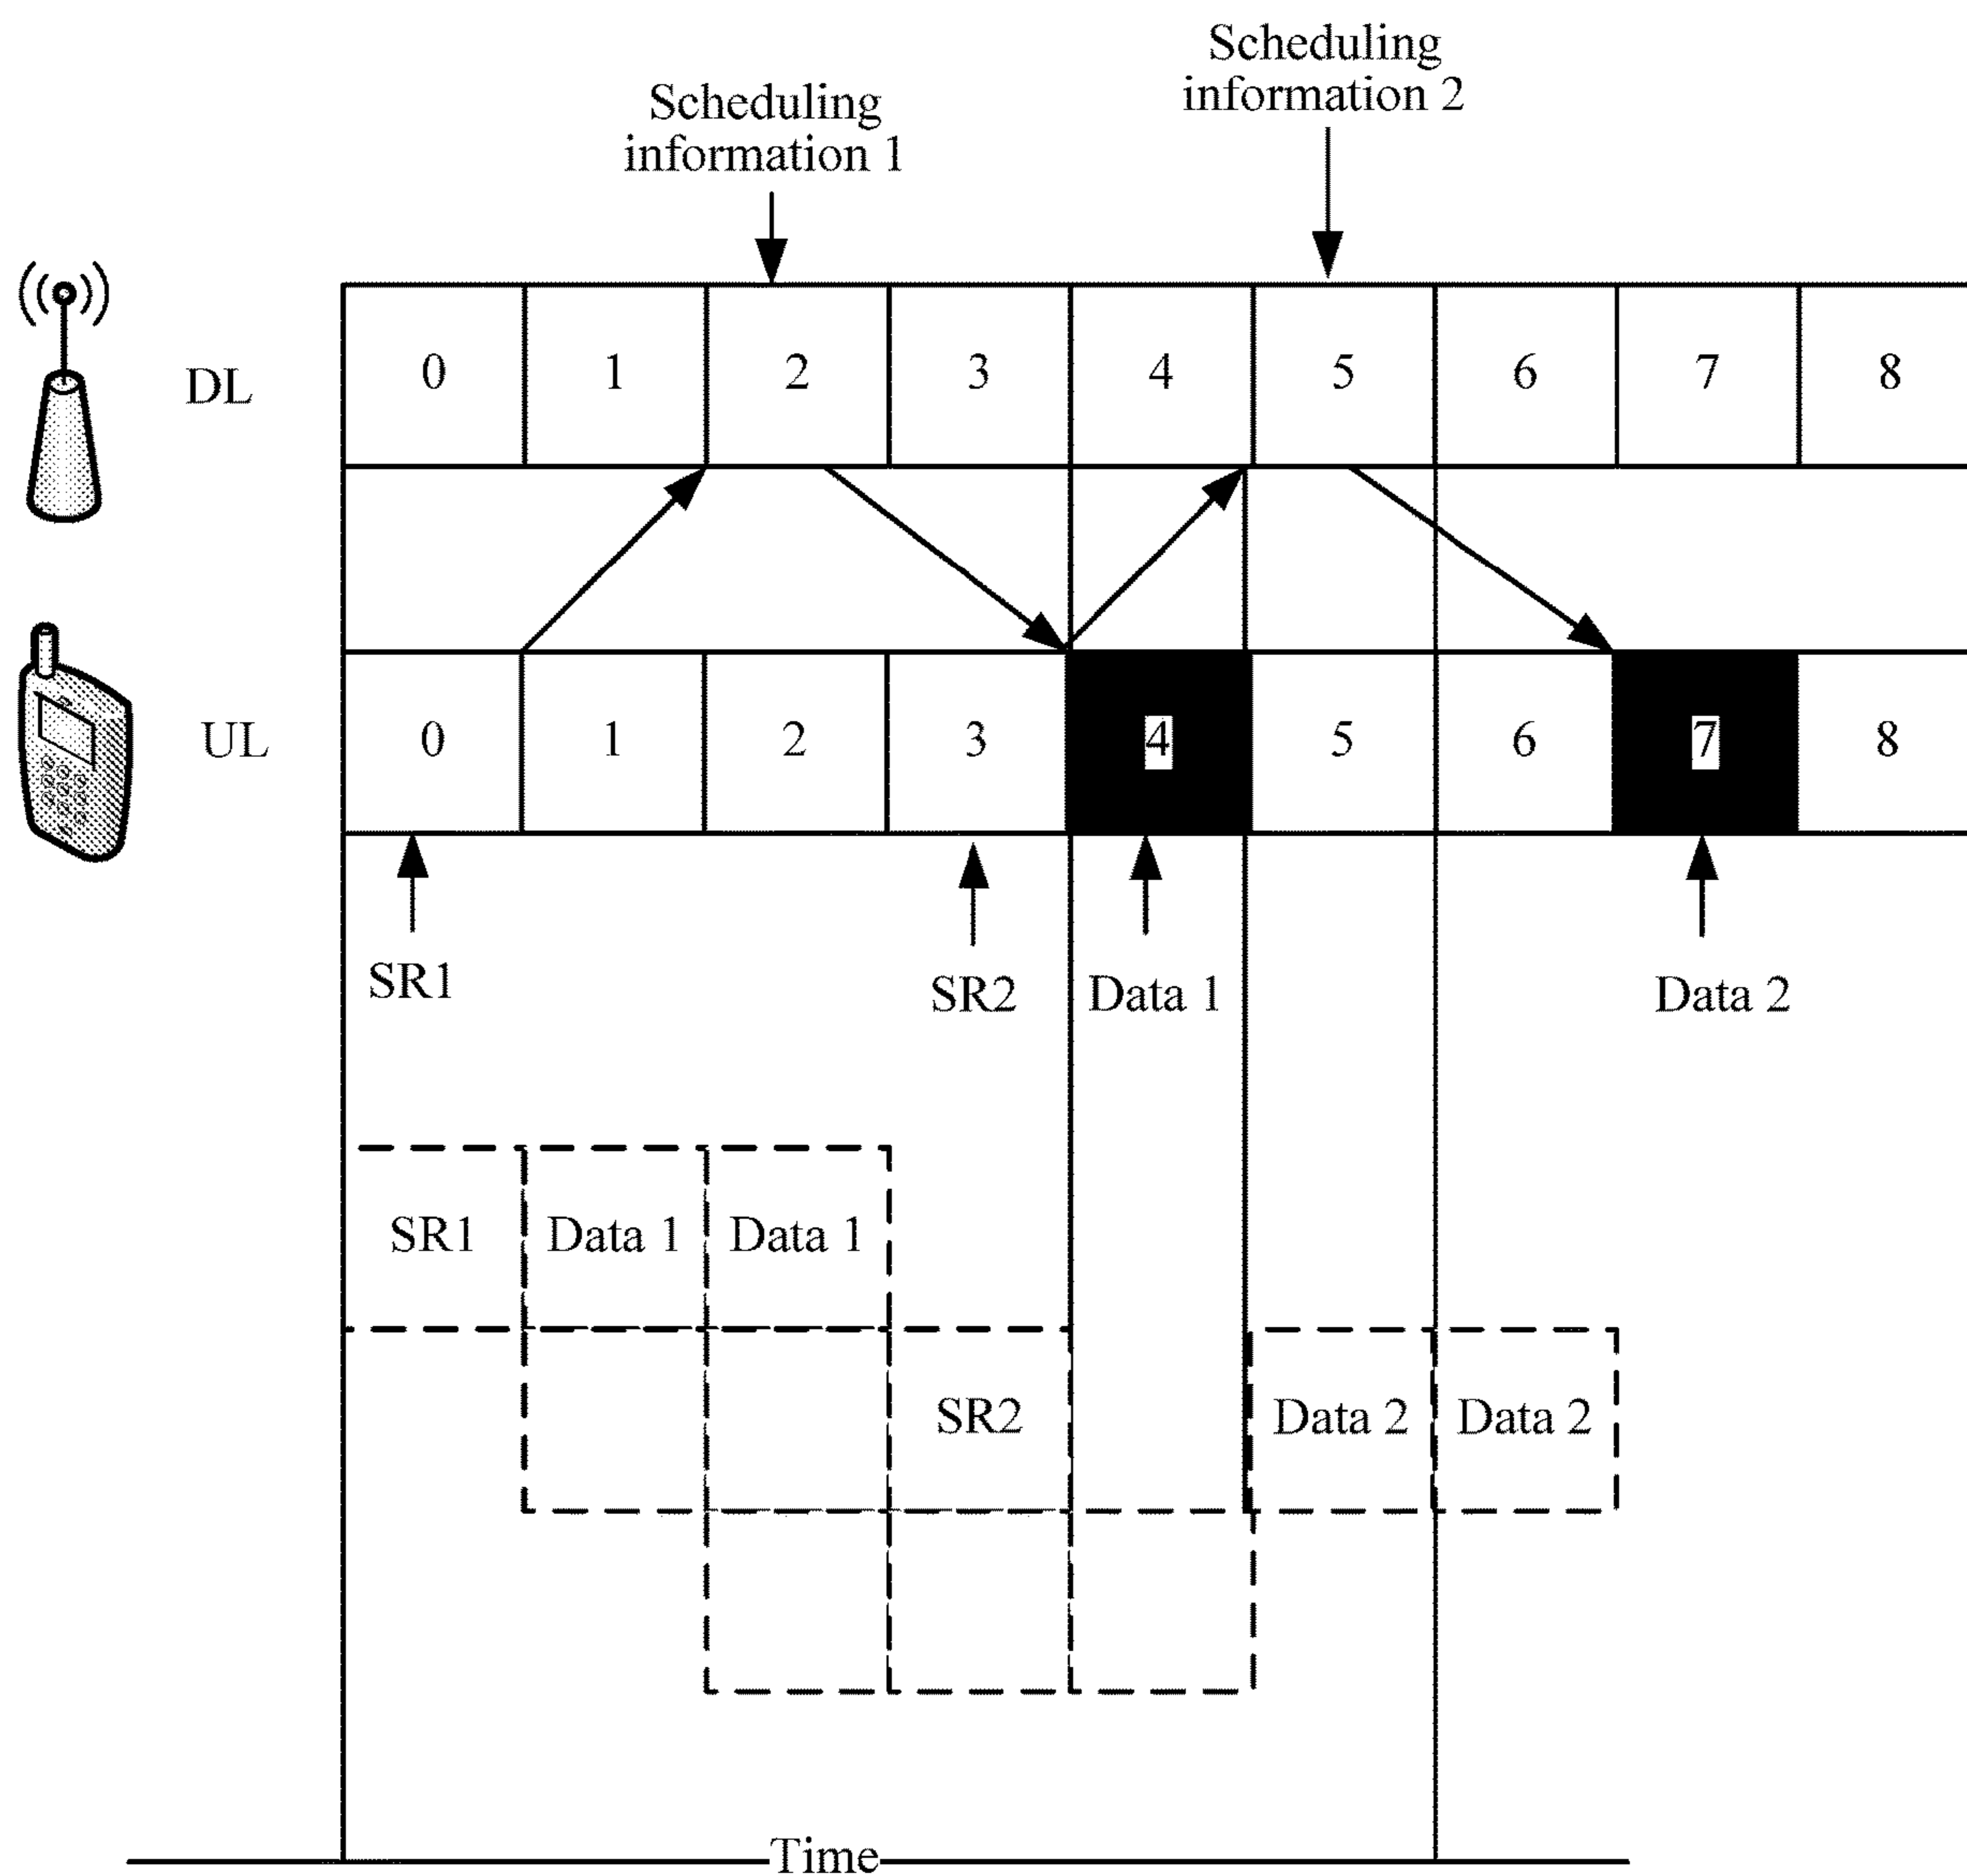 Scheduling
information 1
Scheduling
information 2
DL 0 1 2 3 4 5 6 7 8
UL 0 1 2 3 4 5 6 7 8
SR1 SR2 Data 1 Data 2
SR1 Data 1 Data 1
SR2 Data 2 Data 2
Time